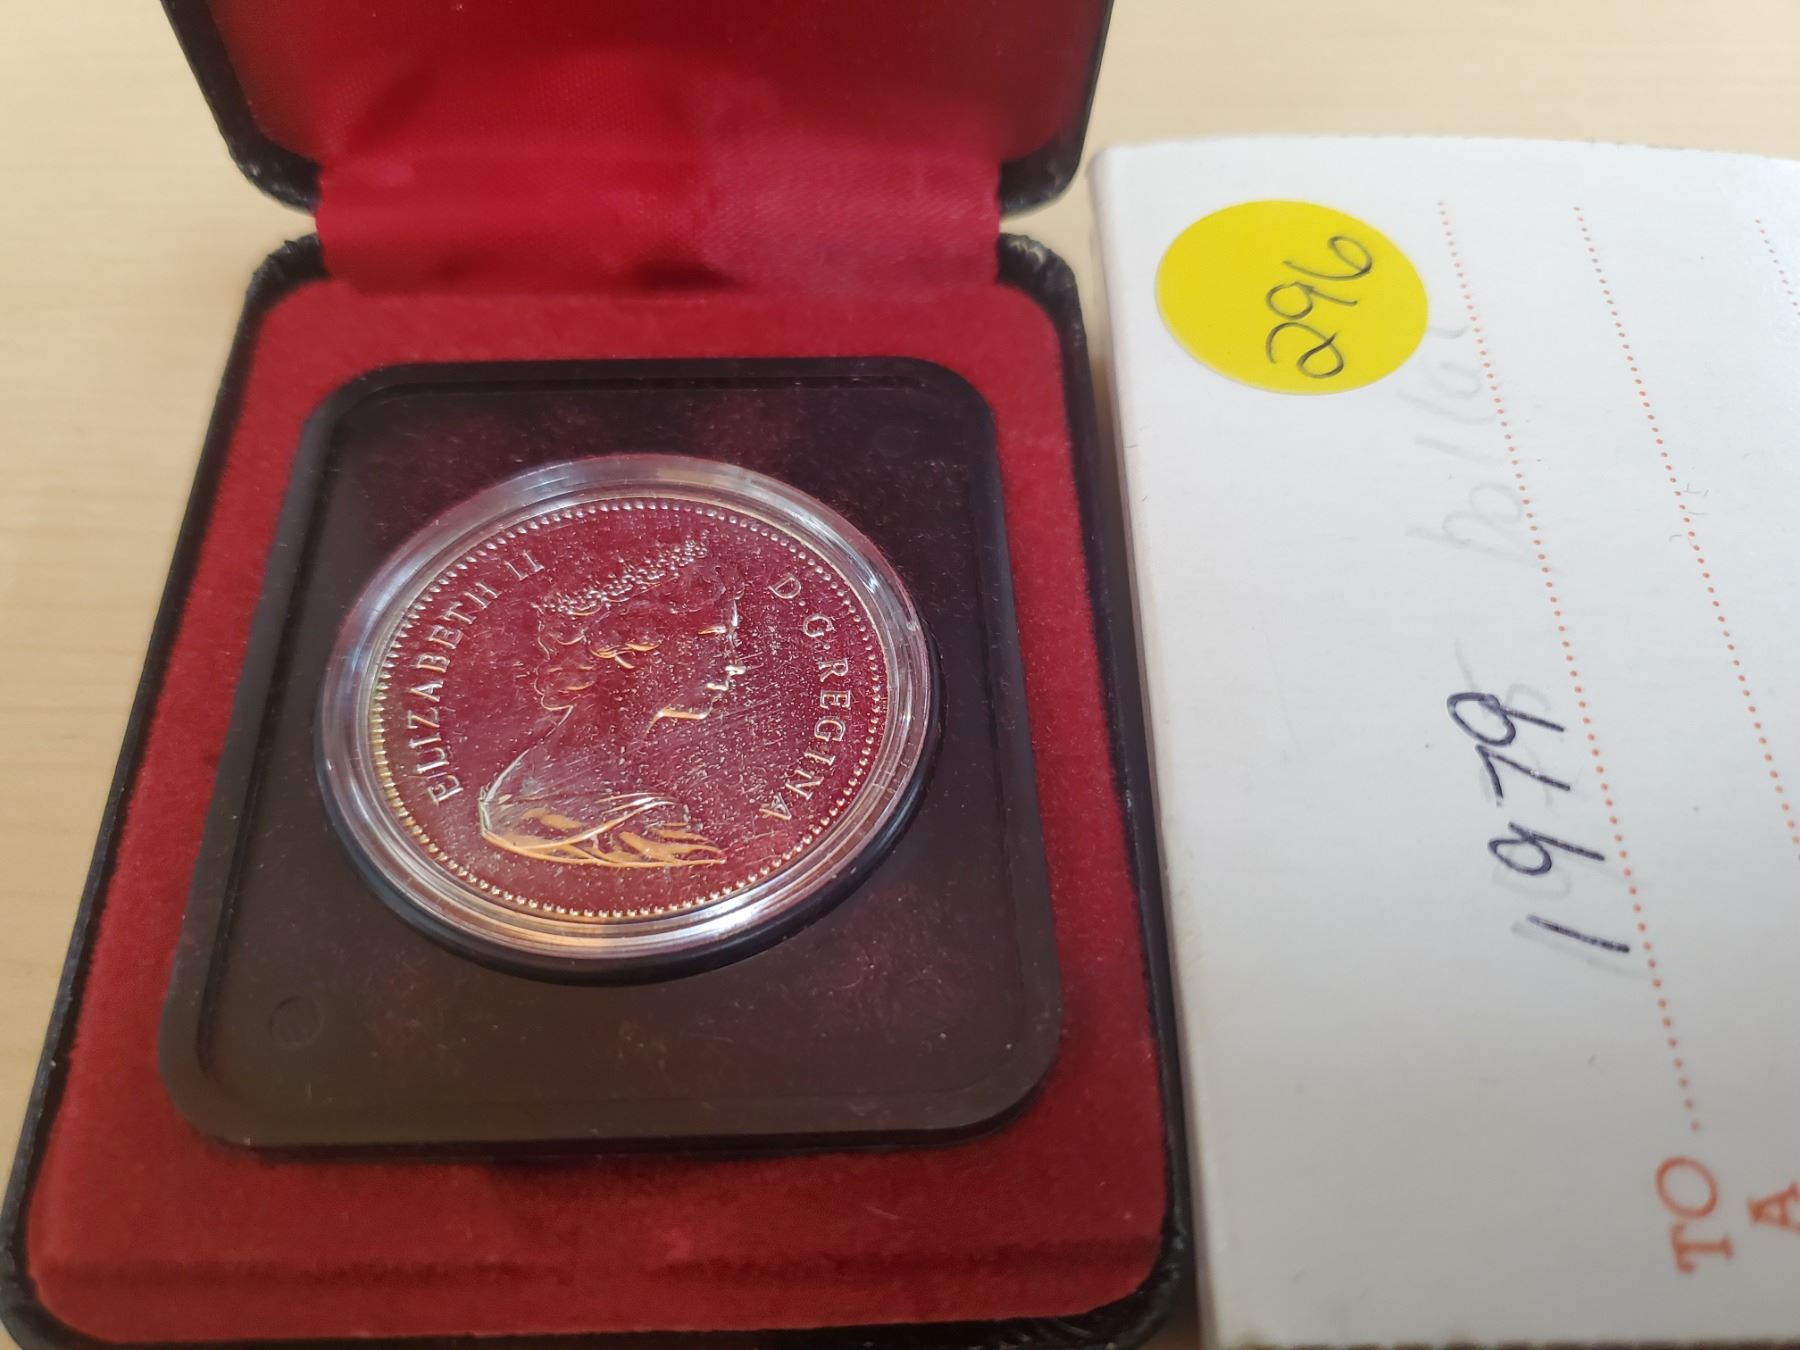 ELIZABETH II D.G.REGINA
296
Dollar
1979
TO
A